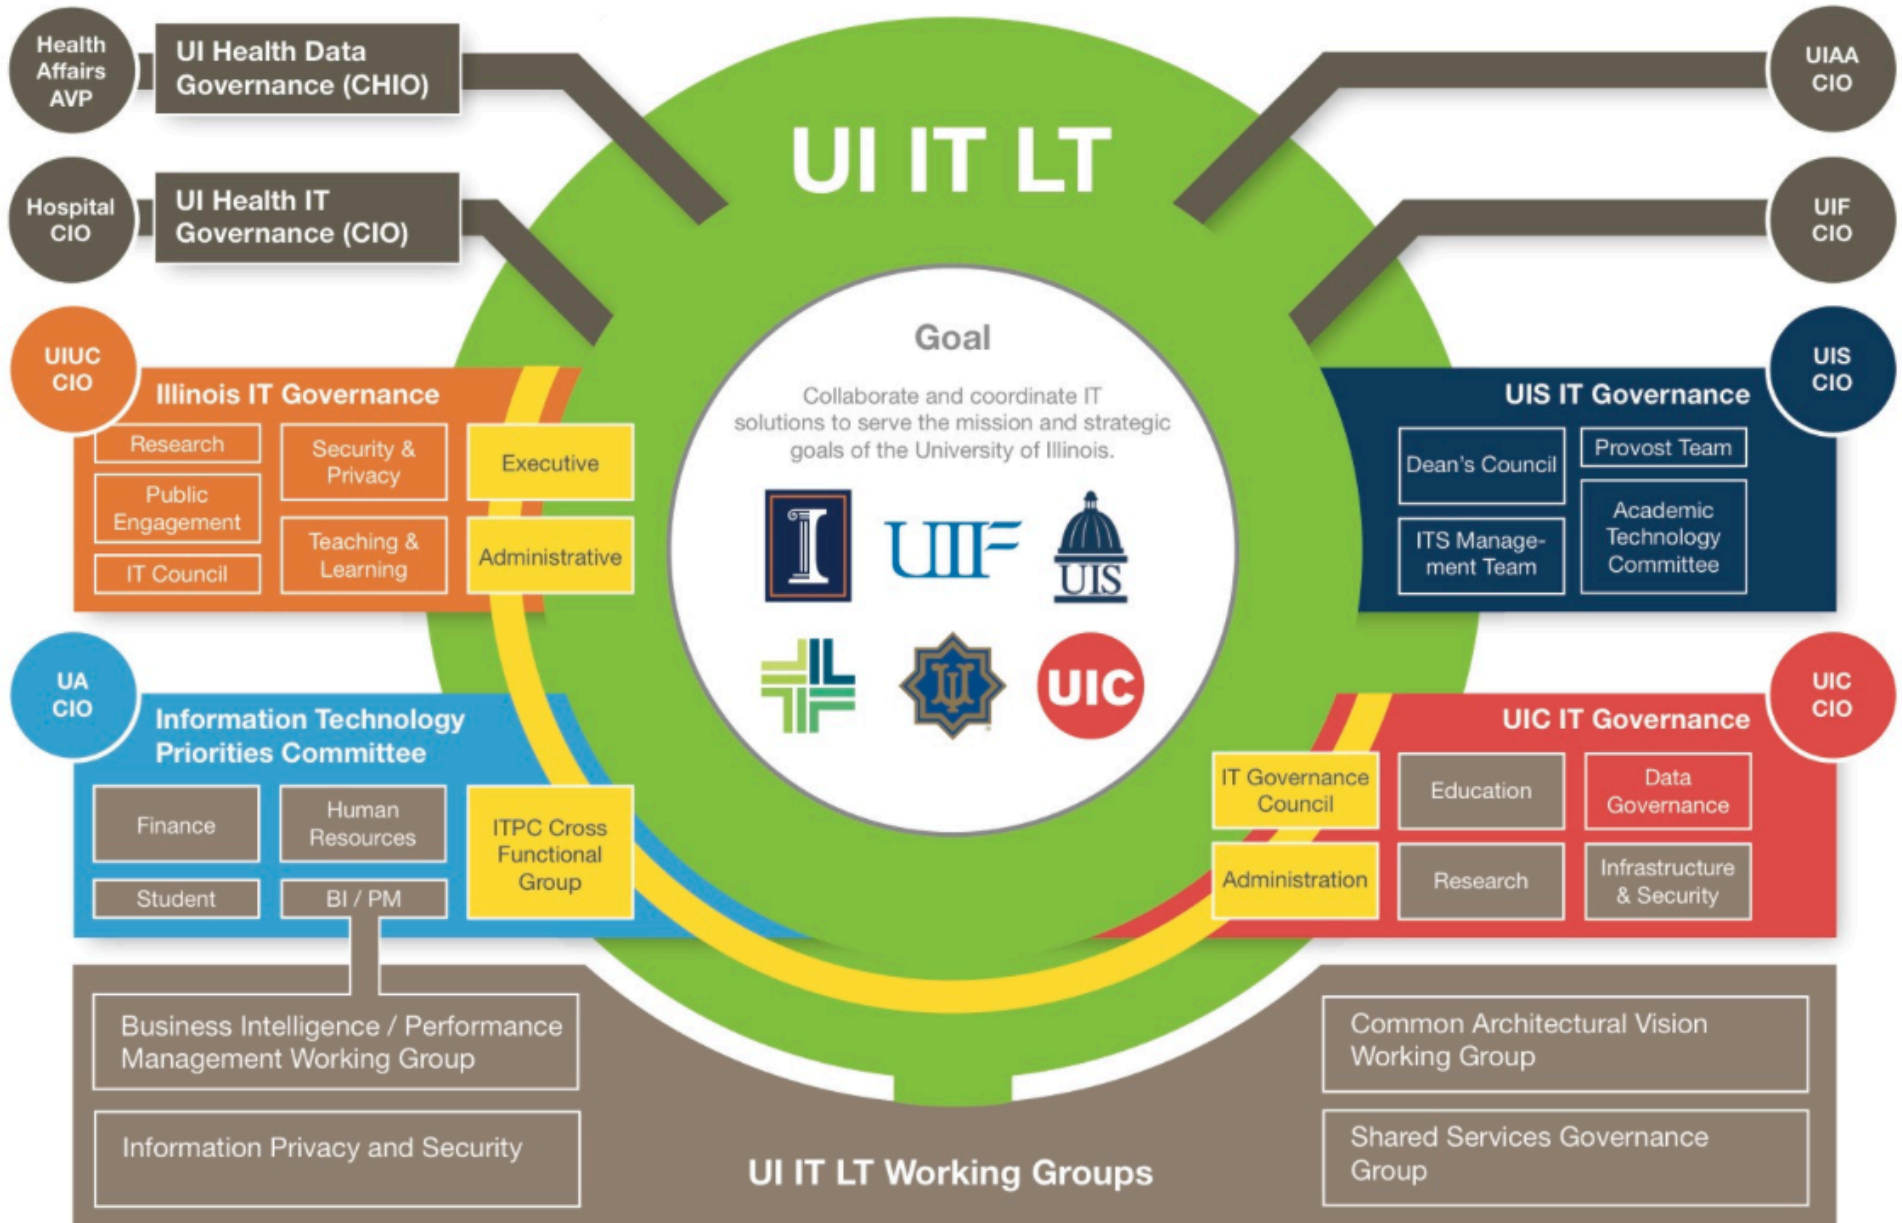 Health
Affairs
AVP
UI Health Data
Governance (CHIO)
Hospital
CIO
UI Health IT
Governance (CIO)
UI IT LT
UIAA
CIO
UIF
CIO
Goal
Collaborate and coordinate IT
solutions to serve the mission and strategic
goals of the University of Illinois.
I
UIF
UIS
UI
UIC
UIUC
CIO
Illinois IT Governance
Research
Public
Engagement
IT Council
Security &
Privacy
Teaching &
Learning
Executive
Administrative
UIS
CIO
UIS IT Governance
Dean's Council
ITS Manage-
ment Team
Provost Team
Academic
Technology
Committee
UA
CIO
Information Technology
Priorities Committee
Finance
Student
Human
Resources
BI / PM
ITPC Cross
Functional
Group
UIC
CIO
UIC IT Governance
IT Governance
Council
Administration
Education
Research
Data
Governance
Infrastructure
& Security
Business Intelligence / Performance
Management Working Group
Information Privacy and Security
UI IT LT Working Groups
Common Architectural Vision
Working Group
Shared Services Governance
Group